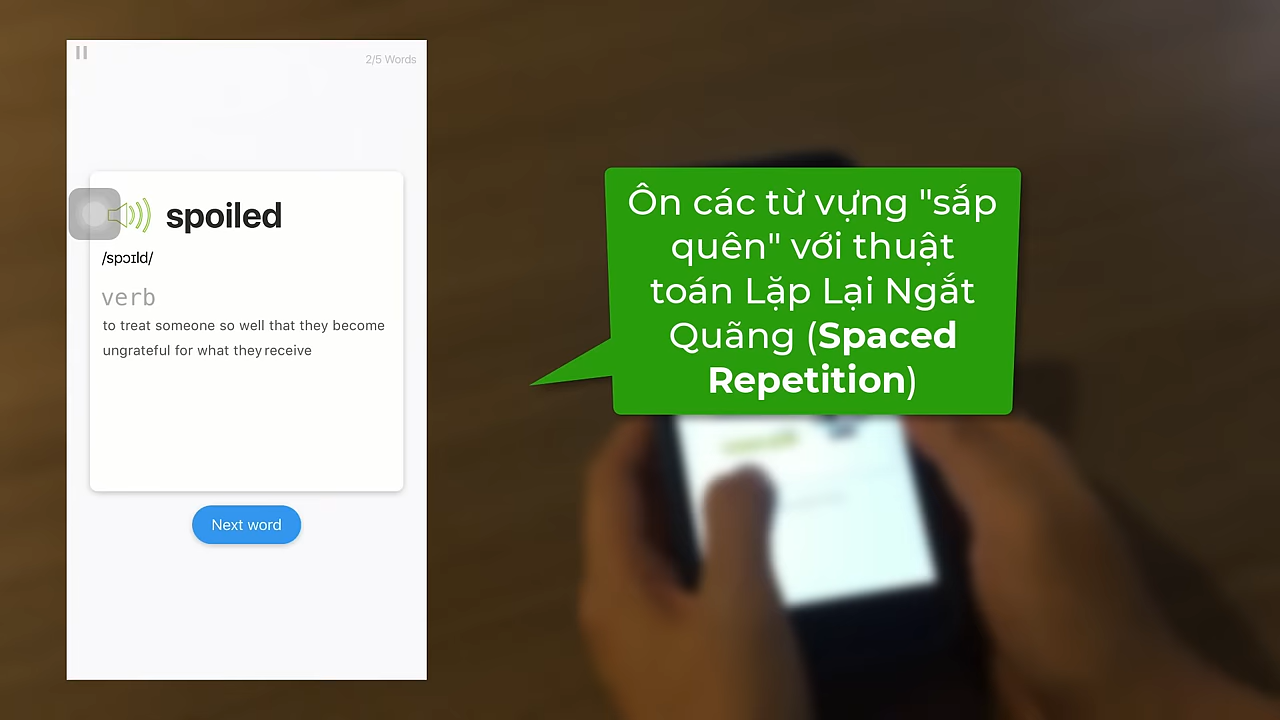 2/5 Words
spoiled
/spɔɪld/
verb
to treat someone so well that they become
ungrateful for what they receive
Next word
Ôn các từ vựng "sắp
quên" với thuật
toán Lặp Lại Ngắt
Quãng (Spaced
Repetition)